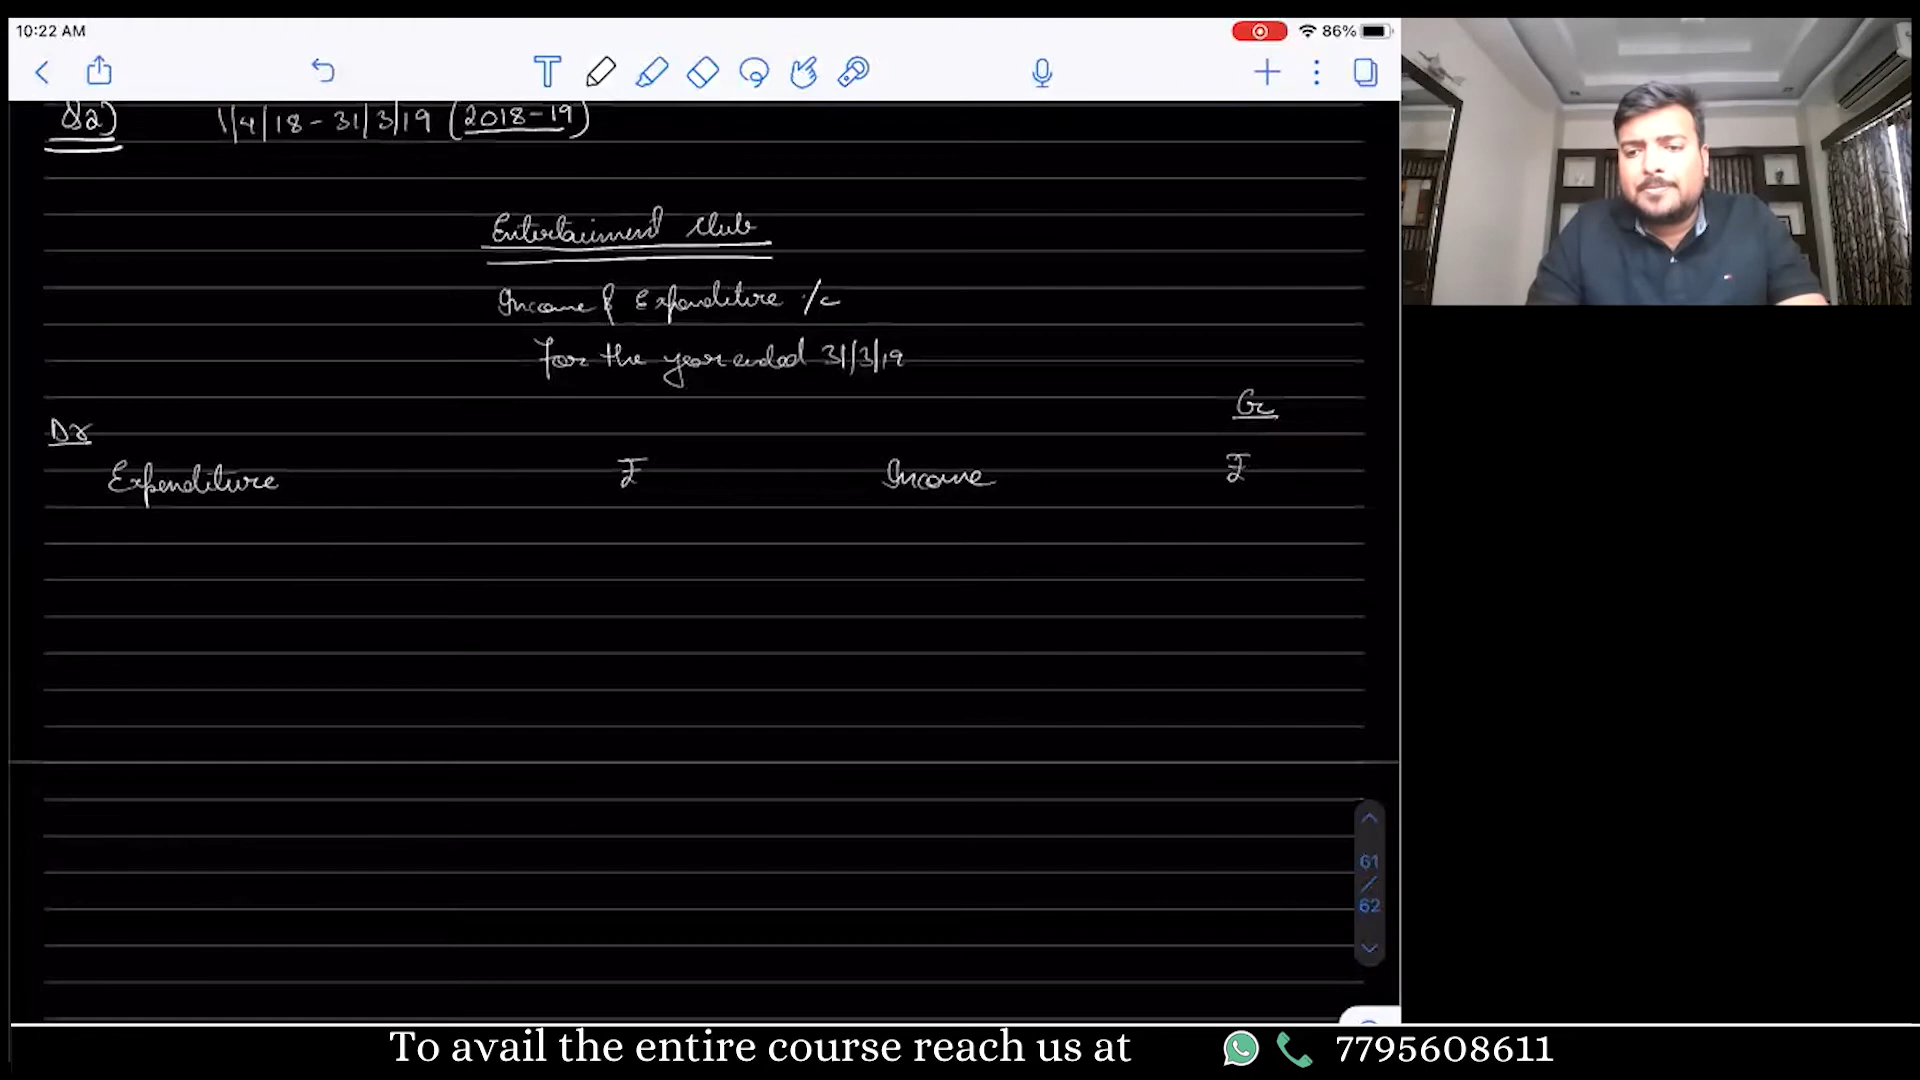 10:22 AM
86%
Q2) 1/4/18 - 31/3/19 (2018-19)
Entertainment Club
Income & Expenditure A/c
for the year ended 31/3/19
Cr
Dr
Expenditure ₹ Income ₹
61
/
62
To avail the entire course reach us at 7795608611